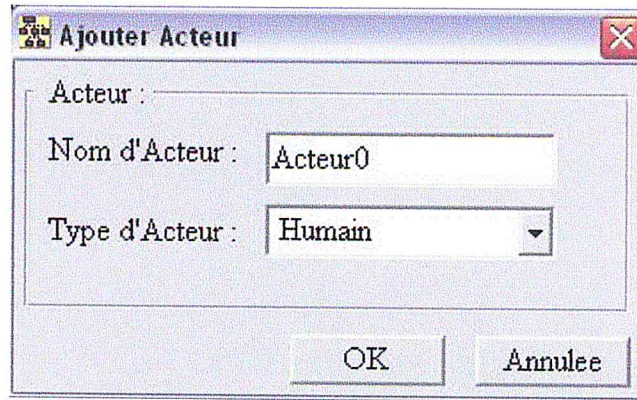 Ajouter Acteur
Acteur :
Nom d'Acteur : Acteur0
Type d'Acteur : Humain
OK Annulee